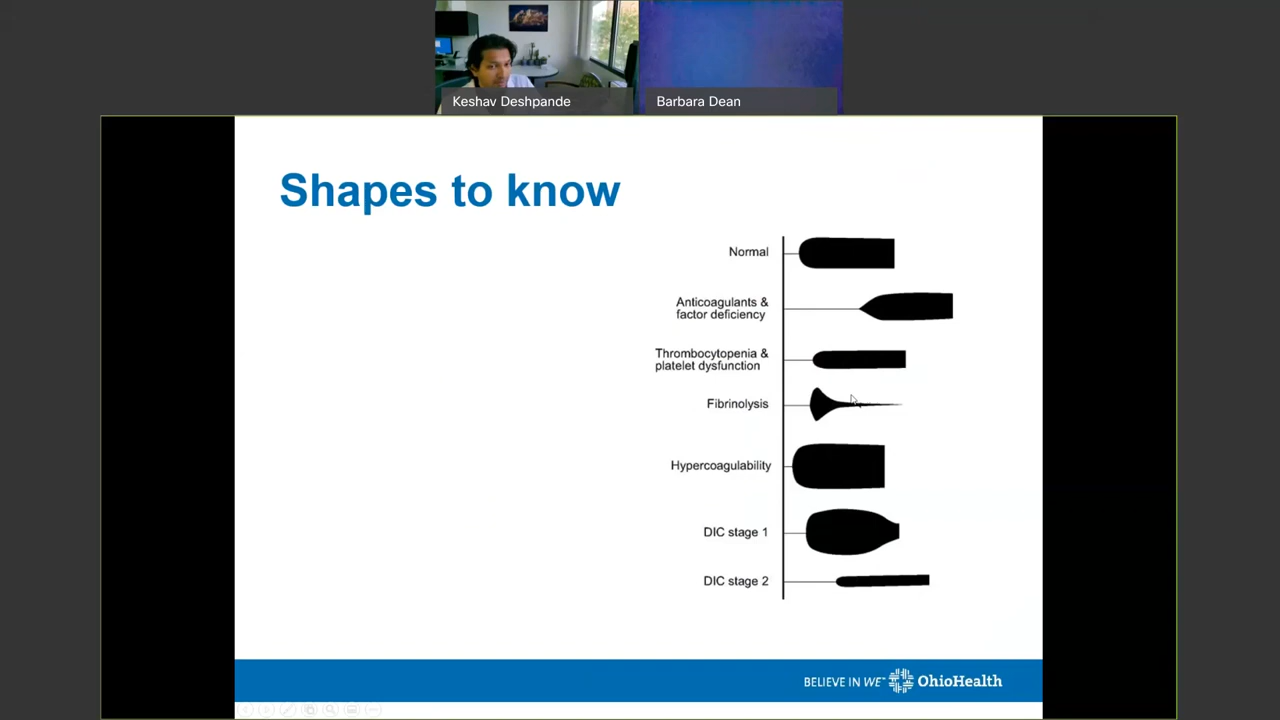 Keshav Deshpande
Barbara Dean
Shapes to know
Normal
Anticoagulants &
factor deficiency
Thrombocytopenia &
platelet dysfunction
Fibrinolysis
Hypercoagulability
DIC stage 1
DIC stage 2
BELIEVE IN WE™ OhioHealth